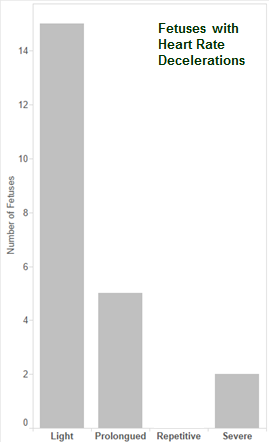 Fetuses with
Heart Rate
Decelerations
Number of Fetuses
14
12
10
8
6
4
2
0
Light Prolongued Repetitive Severe